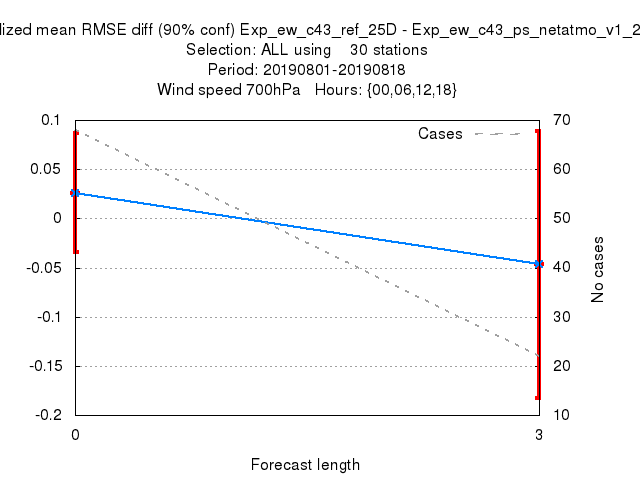 lized mean RMSE diff (90% conf) Exp_ew_c43_ref_25D - Exp_ew_c43_ps_netatmo_v1_2
Selection: ALL using    30 stations
Period: 20190801-20190818
Wind speed 700hPa   Hours: {00,06,12,18}
Cases
0.1
0.05
0
-0.05
-0.1
-0.15
-0.2
70
60
50
40
30
20
10
No cases
0
3
Forecast length